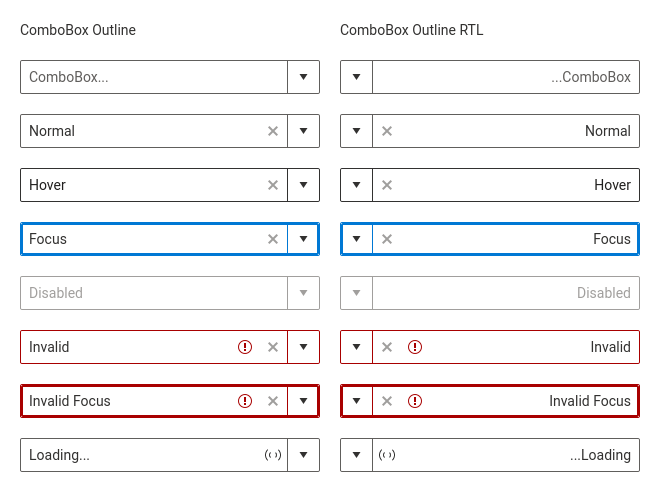 ComboBox Outline
ComboBox...
Normal
Hover
Focus
Disabled
Invalid
Invalid Focus
Loading...
ComboBox Outline RTL
...ComboBox
Normal
Hover
Focus
Disabled
Invalid
Invalid Focus
...Loading